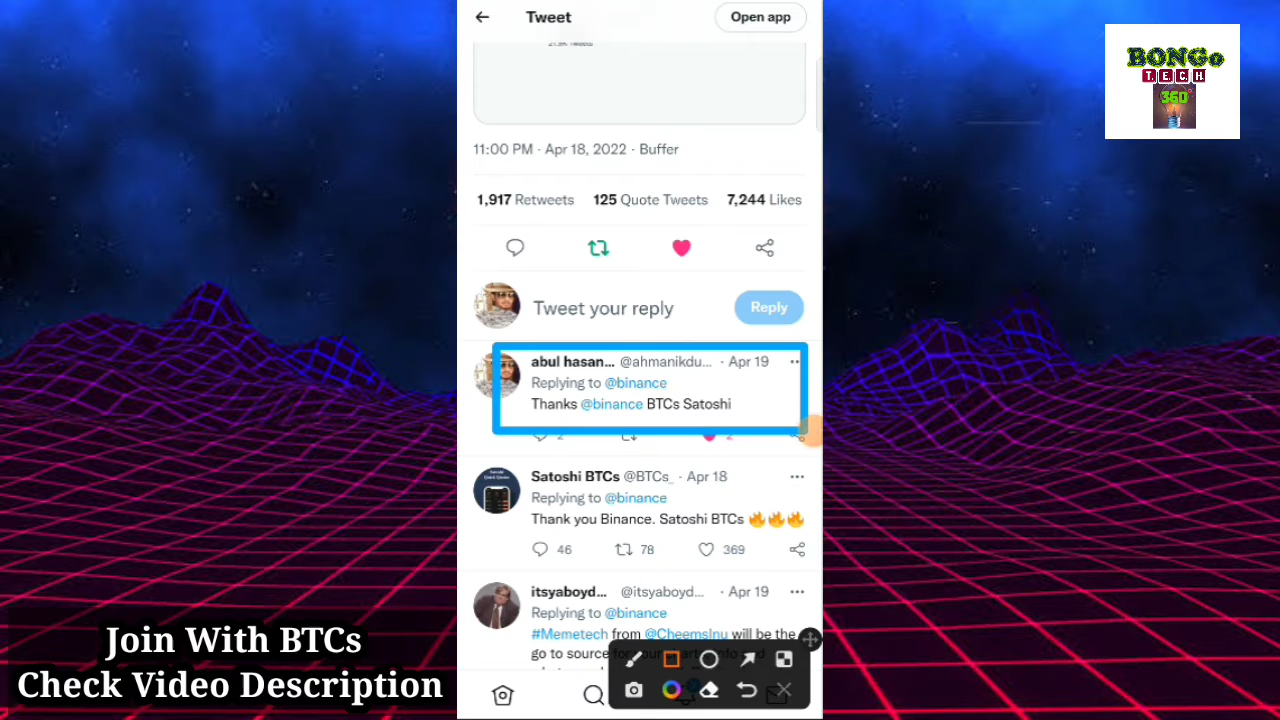 Tweet
Open app
11:00 PM · Apr 18, 2022 · Buffer
1,917 Retweets 125 Quote Tweets 7,244 Likes
Tweet your reply
Reply
abul hasan... @ahmanikdu... · Apr 19
Replying to @binance
Thanks @binance BTCs Satoshi
2 2
Satoshi BTCs @BTCs_ · Apr 18
Replying to @binance
Thank you Binance. Satoshi BTCs 🔥🔥🔥
46 78 369
itsyaboyd... @itsyaboyd... · Apr 19
Replying to @binance
#Memetech from @CheemsInu will be the
go to source for
BONGo
T.E.C.H
360°
Join With BTCs
Check Video Description